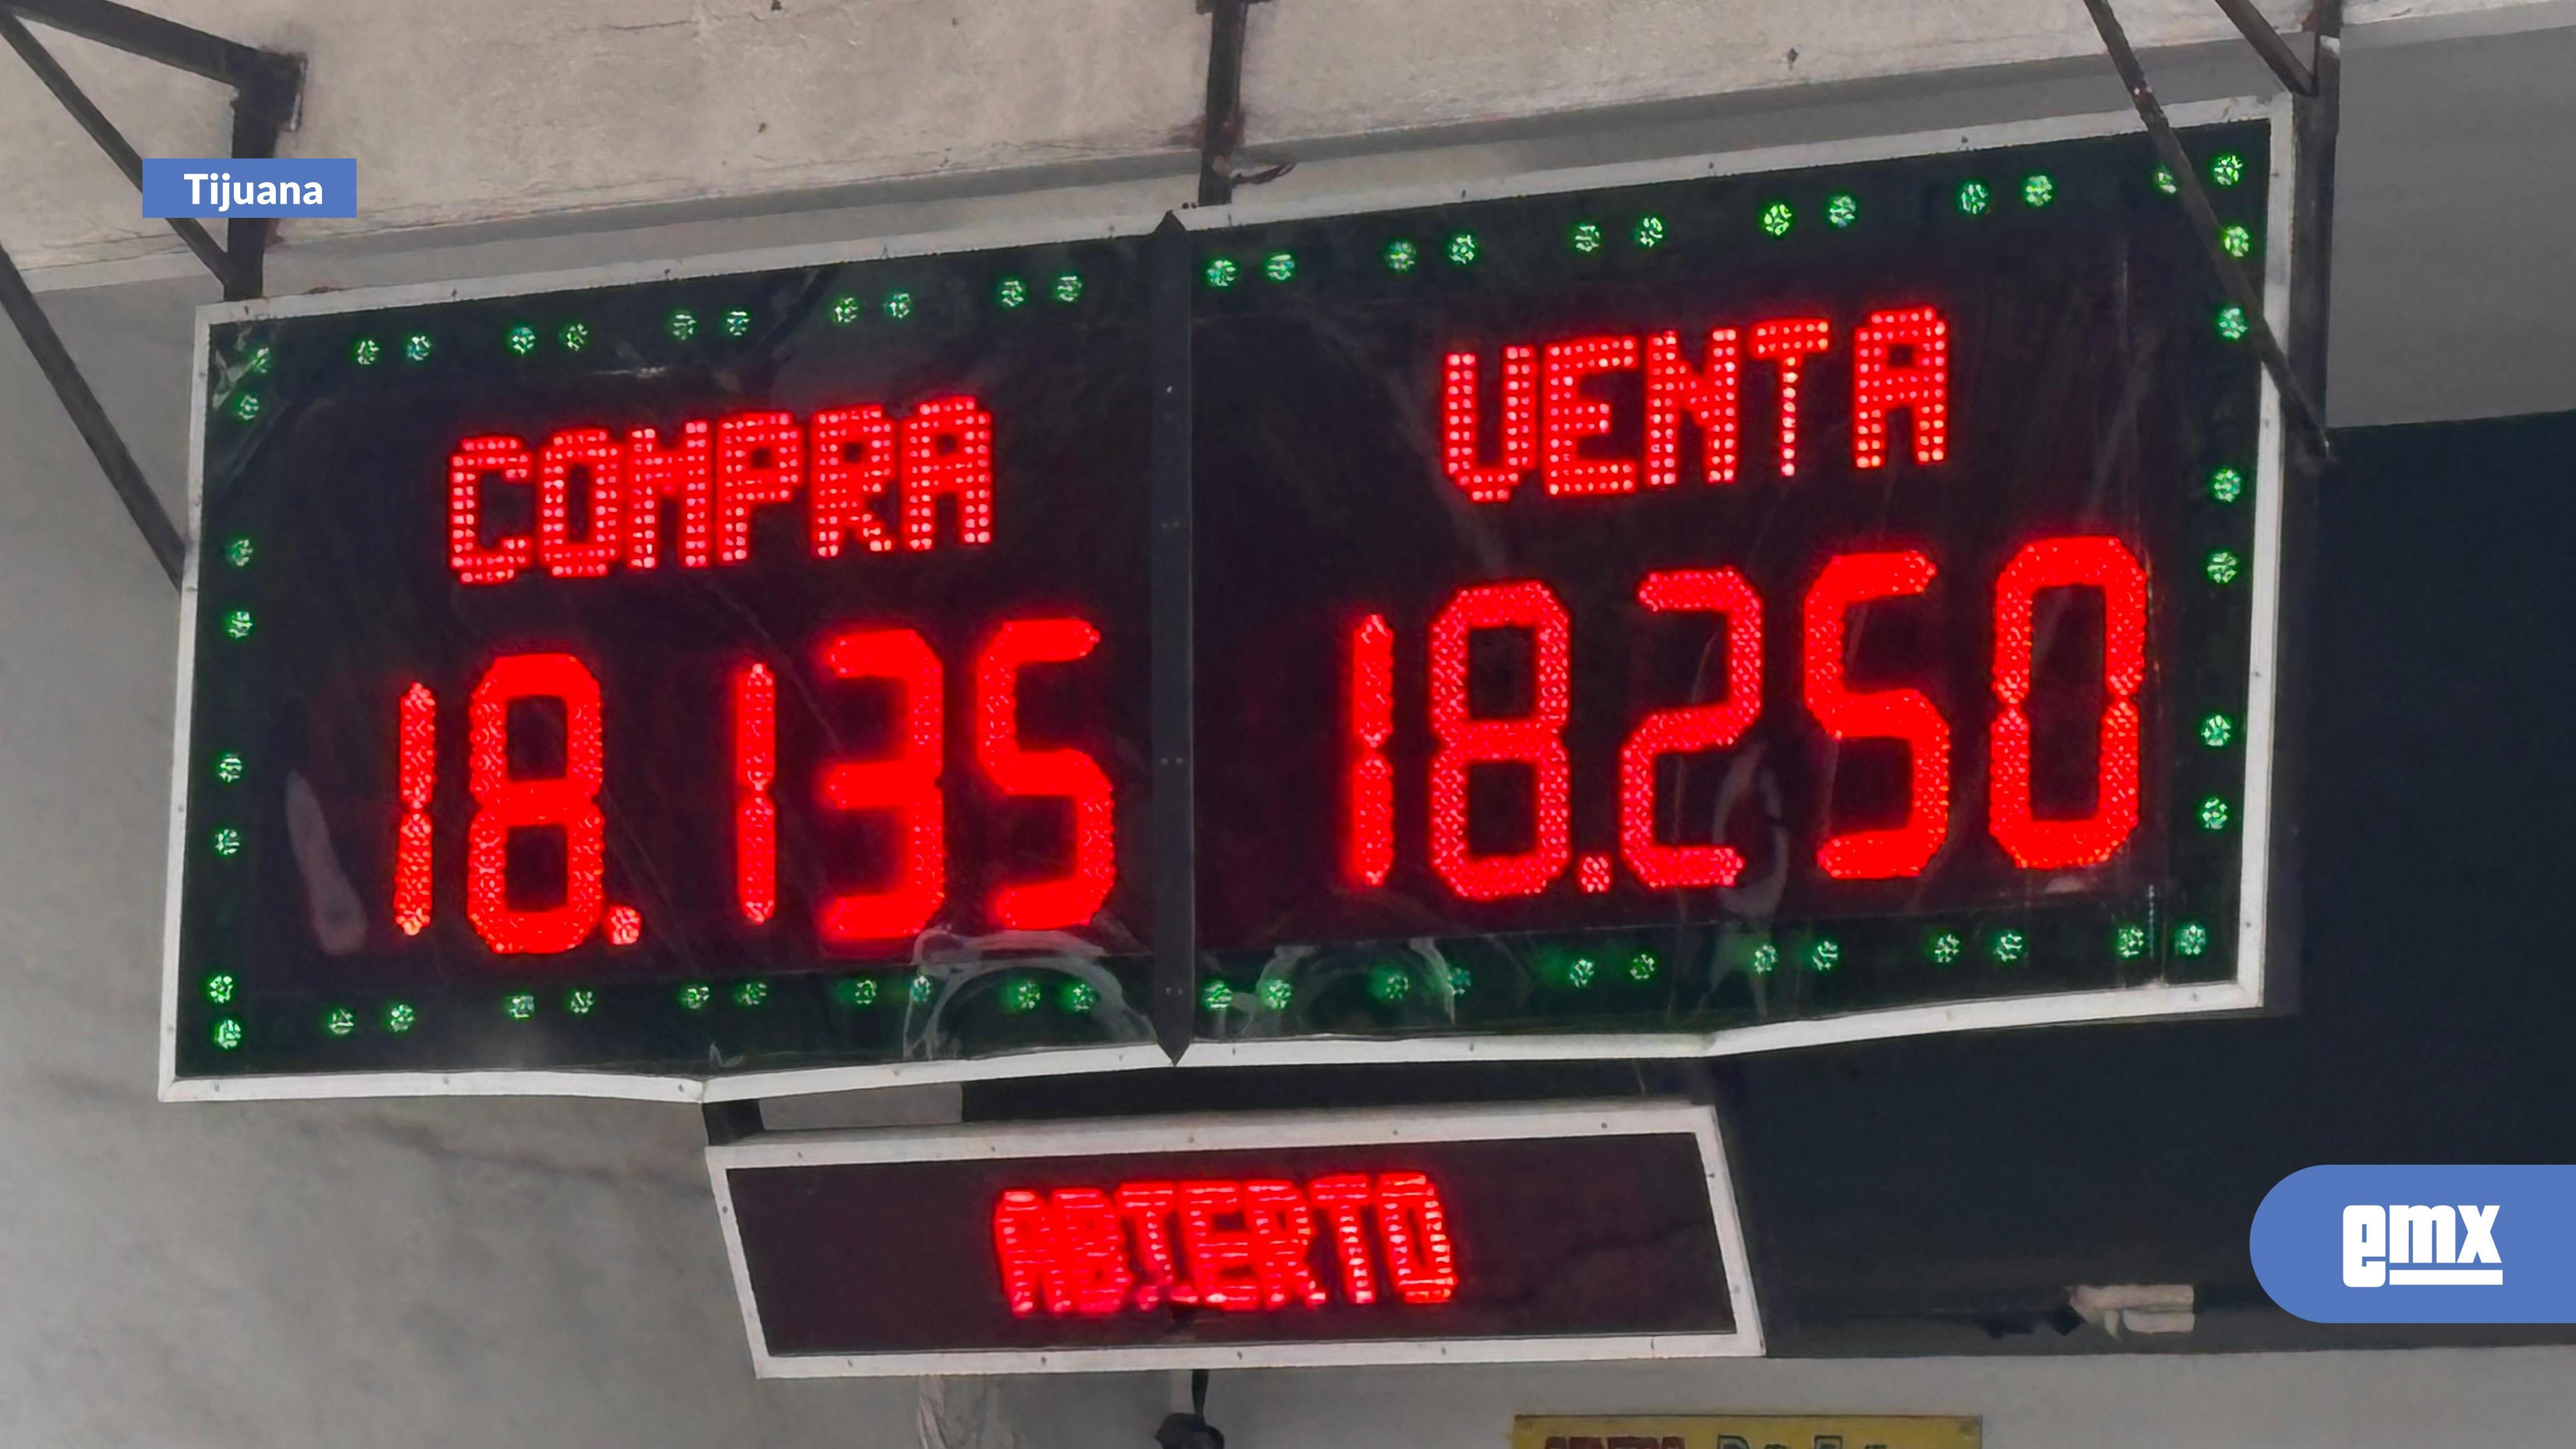 Tijuana
COMPRA
VENTA
18.135
18.250
ABIERTO
emx